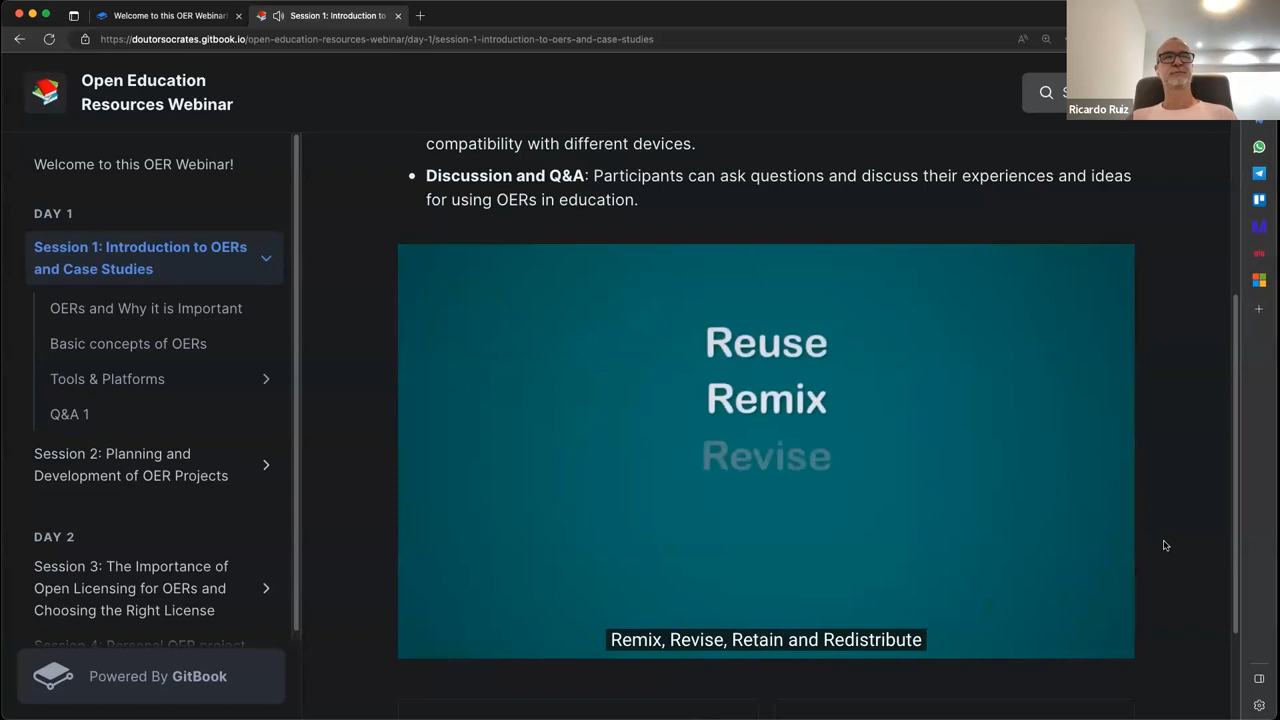 Welcome to this OER Webinar!
Session 1: Introduction to
https://doutorsocrates.gitbook.io/open-education-resources-webinar/day-1/session-1-introduction-to-oers-and-case-studies
Open Education
Resources Webinar
Ricardo Ruiz
Welcome to this OER Webinar!
DAY 1
Session 1: Introduction to OERs
and Case Studies
OERs and Why it is Important
Basic concepts of OERs
Tools & Platforms
Q&A 1
Session 2: Planning and
Development of OER Projects
DAY 2
Session 3: The Importance of
Open Licensing for OERs and
Choosing the Right License
Session 4: Personal OER project
Powered By GitBook
compatibility with different devices.
• Discussion and Q&A: Participants can ask questions and discuss their experiences and ideas
for using OERs in education.
Reuse
Remix
Revise
Remix, Revise, Retain and Redistribute